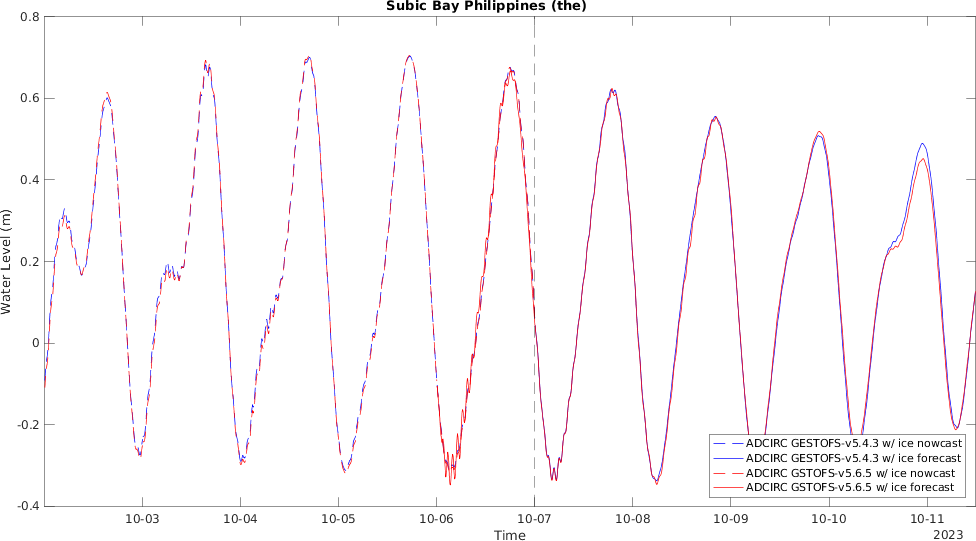 Subic Bay Philippines (the)
0.8
0.6
0.4
0.2
0
-0.2
-0.4
Water Level (m)
10-03
10-04
10-05
10-06
10-07
10-08
10-09
10-10
10-11
2023
Time
ADCIRC GESTOFS-v5.4.3 w/ ice nowcast
ADCIRC GESTOFS-v5.4.3 w/ ice forecast
ADCIRC GSTOFS-v5.6.5 w/ ice nowcast
ADCIRC GSTOFS-v5.6.5 w/ ice forecast